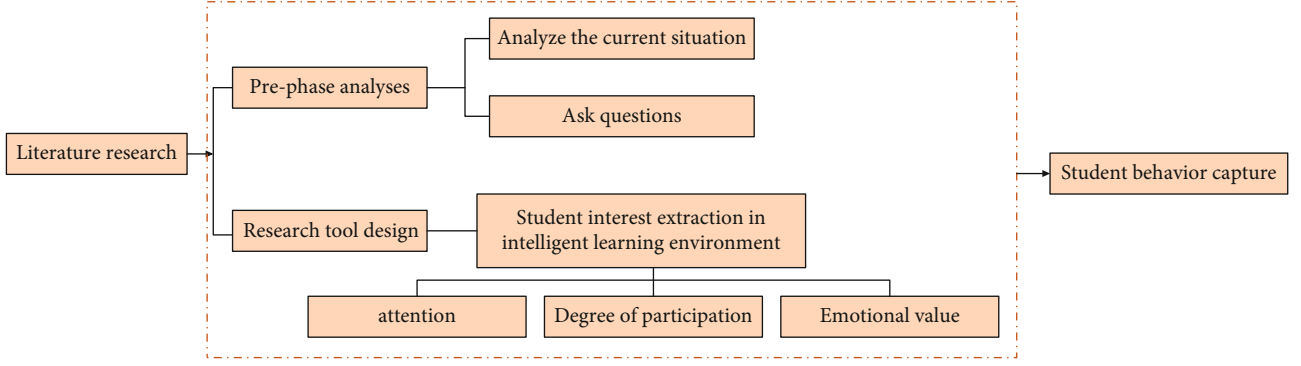 Literature research
Pre-phase analyses
Analyze the current situation
Ask questions
Research tool design
Student interest extraction in
intelligent learning environment
attention
Degree of participation
Emotional value
Student behavior capture